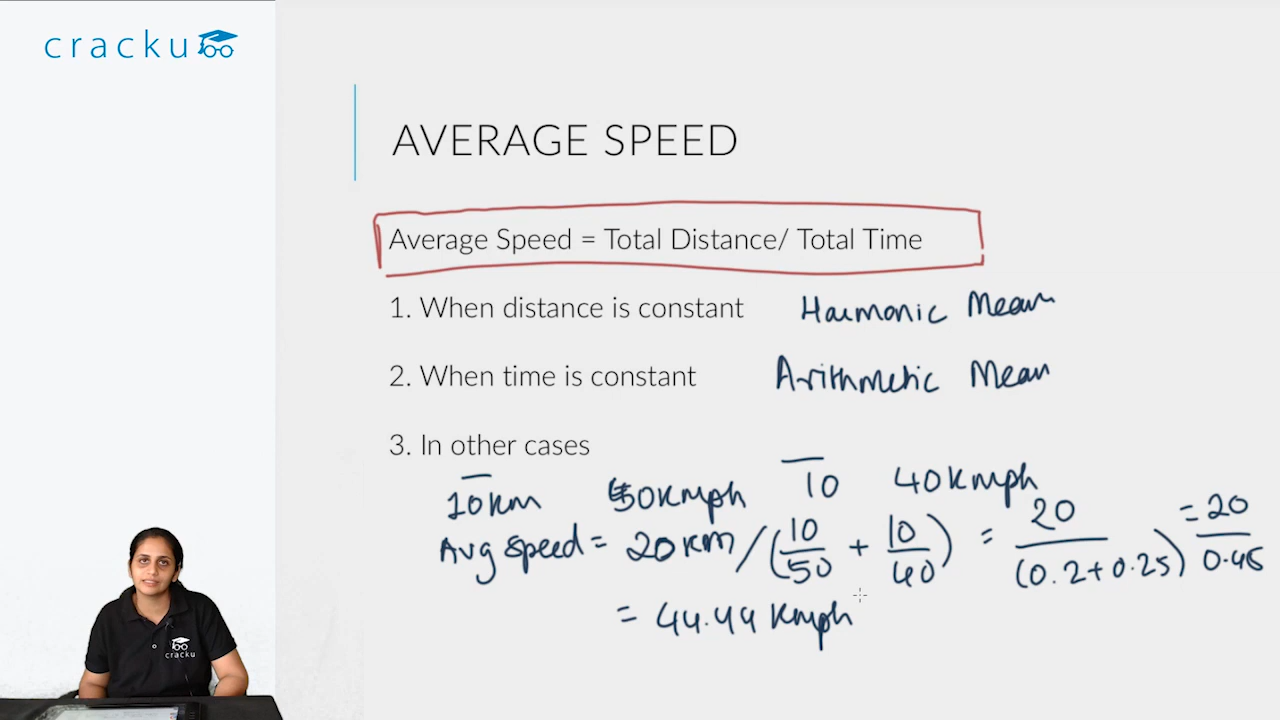 cracku
AVERAGE SPEED
Average Speed = Total Distance/ Total Time
1. When distance is constant Harmonic Mean
2. When time is constant Arithmetic Mean
3. In other cases
10km 50kmph 10 40kmph
Avg speed = 20km/(10/50 + 10/40) = 20/(0.2+0.25) = 20/0.45
= 44.44 kmph
cracku